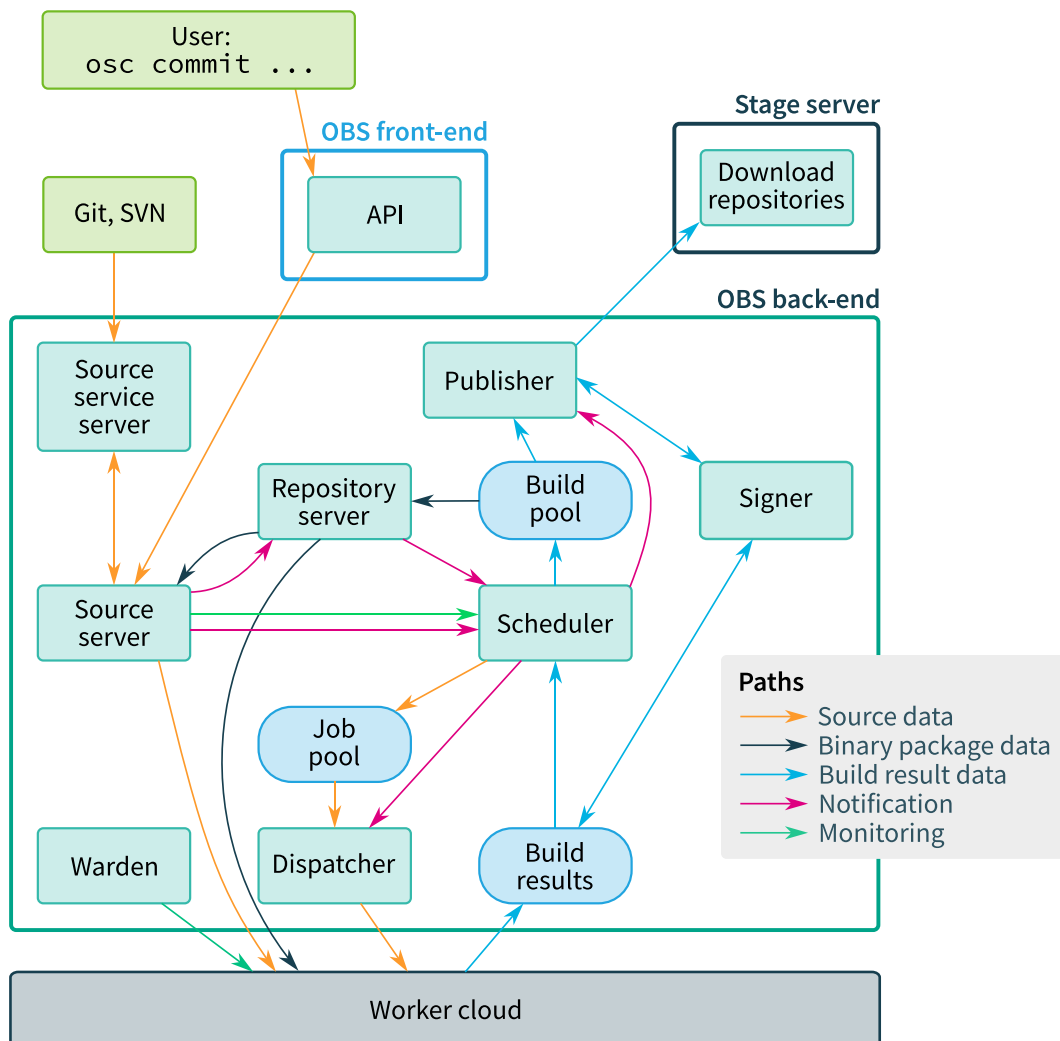 User:
osc commit ...
Stage server
OBS front-end
Download
repositories
Git, SVN
API
OBS back-end
Source
service
server
Publisher
Repository
server
Build
pool
Signer
Source
server
Scheduler
Paths
Source data
Binary package data
Build result data
Notification
Monitoring
Job
pool
Warden
Dispatcher
Build
results
Worker cloud